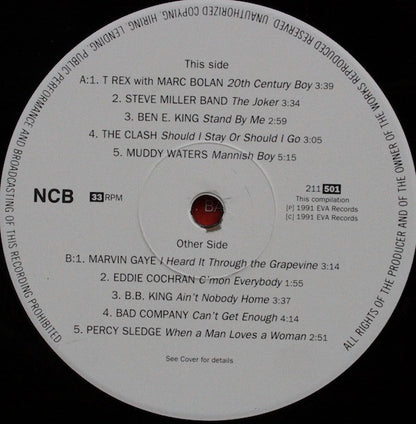 UNAUTHORIZED COPYING, HIRING, LENDING, PUBLIC PERFORMANCE AND BROADCASTING OF THIS RECORDING PROHIBITED
ALL RIGHTS OF THE PRODUCER AND OF THE OWNER OF THE WORKS REPRODUCED RESERVED
This side
A:1. T REX with MARC BOLAN 20th Century Boy 3:39
2. STEVE MILLER BAND The Joker 3:34
3. BEN E. KING Stand By Me 2:59
4. THE CLASH Should I Stay Or Should I Go 3:05
5. MUDDY WATERS Mannish Boy 5:15
NCB
33 RPM
211 501
This compilation
[P] 1991 EVA Records
[C] 1991 EVA Records
Other Side
B:1. MARVIN GAYE I Heard It Through the Grapevine 3:14
2. EDDIE COCHRAN C'mon Everybody 1:55
3. B.B. KING Ain't Nobody Home 3:37
4. BAD COMPANY Can't Get Enough 4:14
5. PERCY SLEDGE When a Man Loves a Woman 2:51
See Cover for details